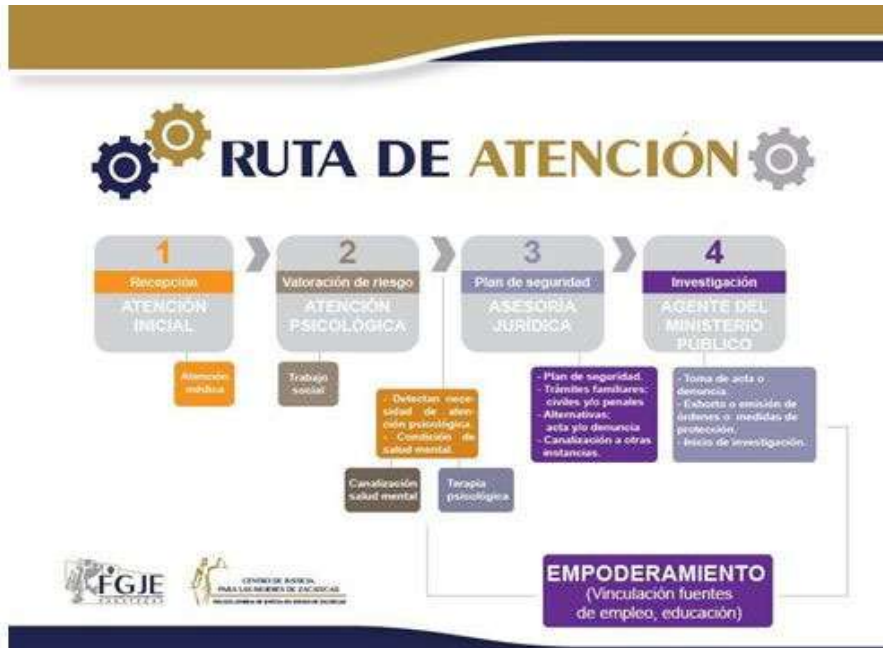 RUTA DE ATENCIÓN
1
Recepción
ATENCIÓN
INICIAL
Atención
médica
2
Valoración de riesgo
ATENCIÓN
PSICOLÓGICA
Trabajo
social
- Detectan nece-
sidad de aten-
ción psicológica.
- Condición de
salud mental.
Canalización
salud mental
Terapia
psicológica
3
Plan de seguridad
ASESORÍA
JURÍDICA
- Plan de seguridad.
- Trámites familiares:
civiles y/o penales
- Alternativas:
acta y/o denuncia
- Canalización a otras
instancias.
4
Investigación
AGENTE DEL
MINISTERIO
PÚBLICO
- Toma de acta o
denuncia.
- Exhorto o emisión de
órdenes o medidas de
protección.
- Inicio de investigación.
EMPODERAMIENTO
(Vinculación fuentes
de empleo, educación)
FGJE
ZACATECAS
CENTRO DE JUSTICIA
PARA LAS MUJERES DE ZACATECAS